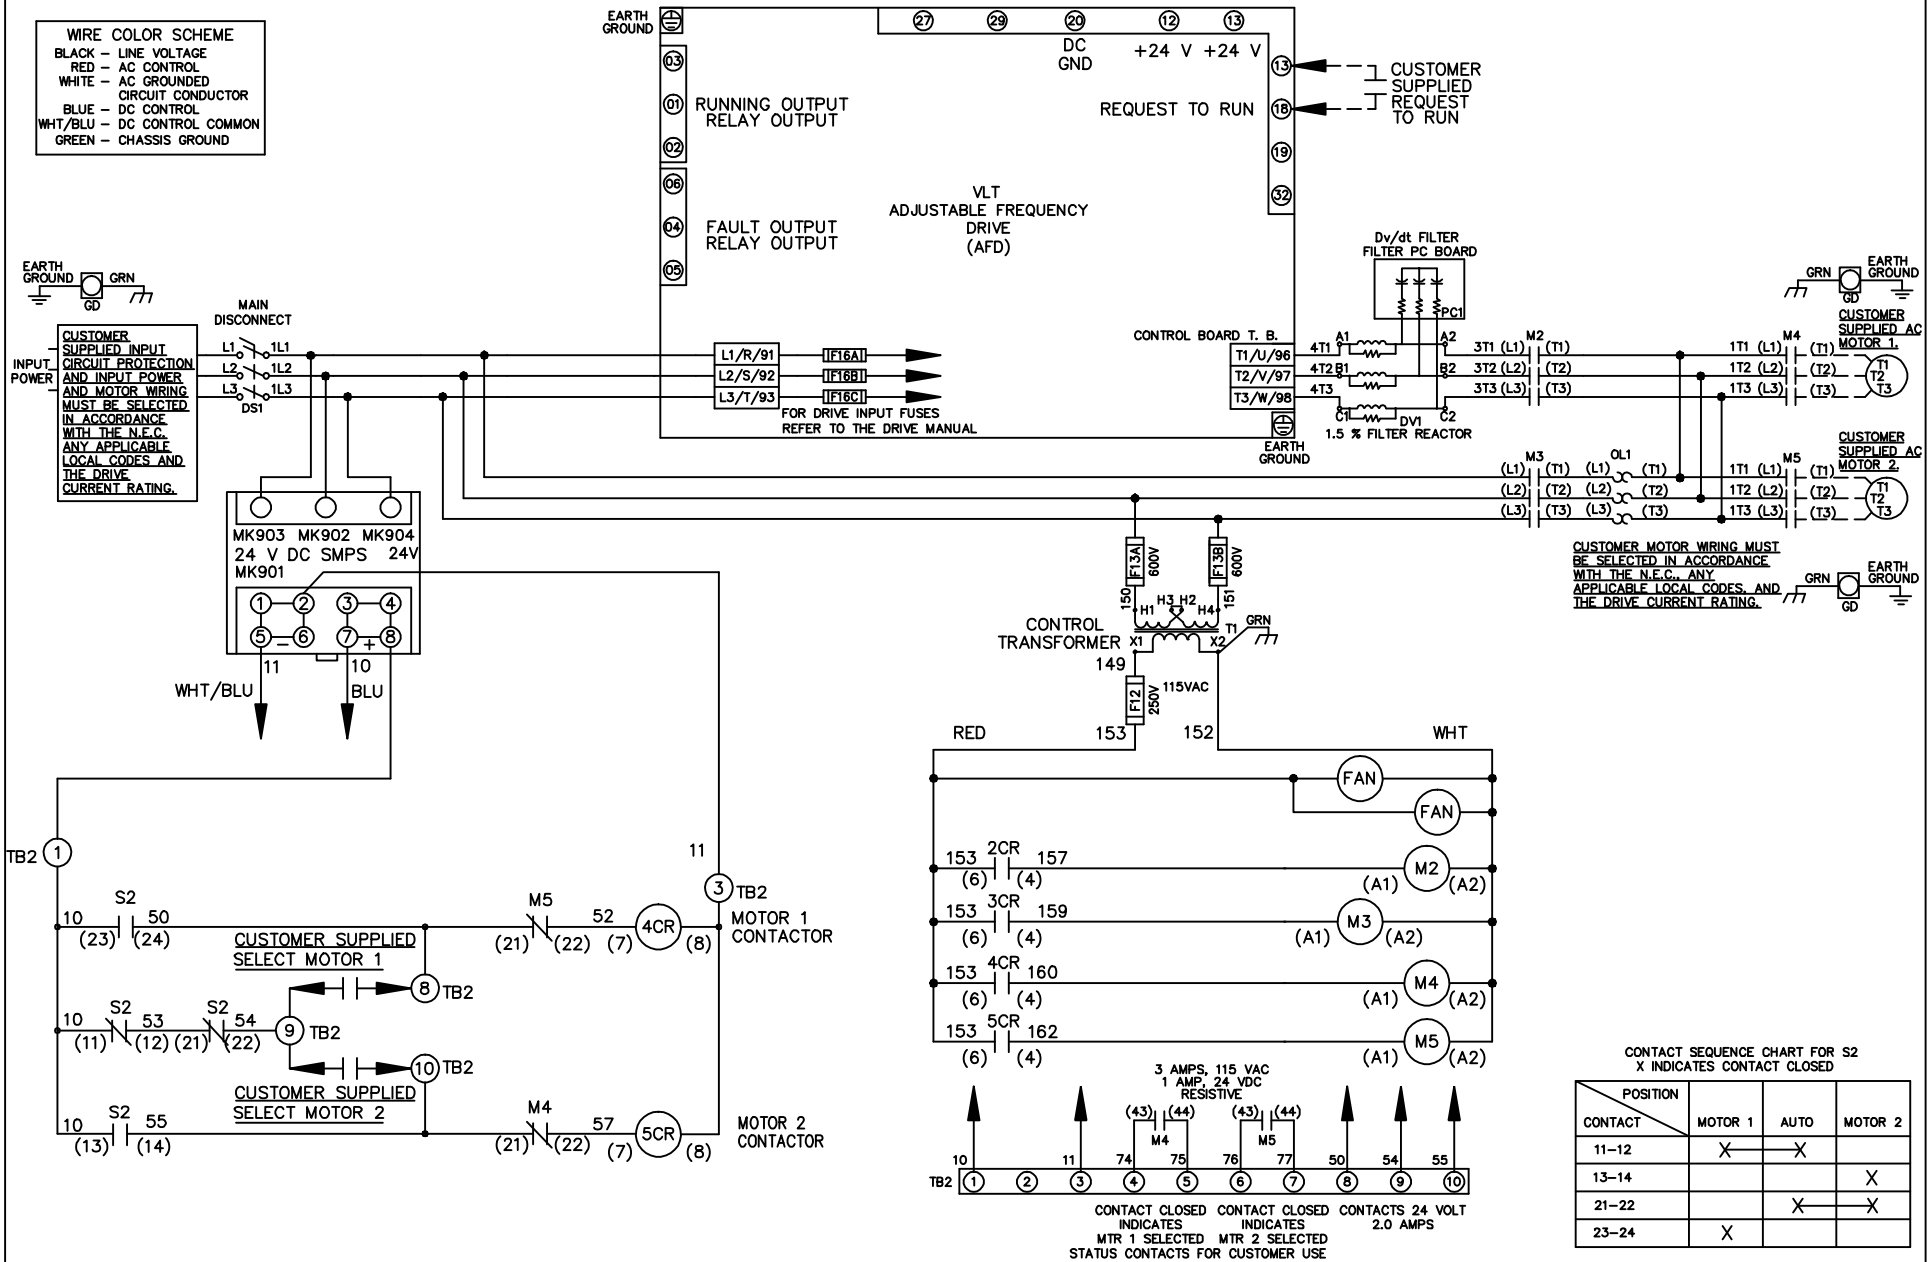 WIRE COLOR SCHEME
BLACK – LINE VOLTAGE
RED – AC CONTROL
WHITE – AC GROUNDED
CIRCUIT CONDUCTOR
BLUE – DC CONTROL
WHT/BLU – DC CONTROL COMMON
GREEN – CHASSIS GROUND
EARTH
GROUND
27 29 20 12 13
DC
GND
+24 V +24 V
03
01
02
RUNNING OUTPUT
RELAY OUTPUT
06
04
05
FAULT OUTPUT
RELAY OUTPUT
VLT
ADJUSTABLE FREQUENCY
DRIVE
(AFD)
REQUEST TO RUN
13
18
19
32
CUSTOMER
SUPPLIED
REQUEST
TO RUN
EARTH
GROUND
GRN
GD
CUSTOMER
SUPPLIED INPUT
CIRCUIT PROTECTION
AND INPUT POWER
AND MOTOR WIRING
MUST BE SELECTED
IN ACCORDANCE
WITH THE N.E.C.
ANY APPLICABLE
LOCAL CODES AND
THE DRIVE
CURRENT RATING.
INPUT
POWER
MAIN
DISCONNECT
L1 1L1
L2 1L2
L3 1L3
DS1
L1/R/91 F16A
L2/S/92 F16B
L3/T/93 F16C
FOR DRIVE INPUT FUSES
REFER TO THE DRIVE MANUAL
CONTROL BOARD T. B.
T1/U/96
T2/V/97
T3/W/98
EARTH
GROUND
Dv/dt FILTER
FILTER PC BOARD
PC1
4T1 A1 A2
4T2 B1 B2
4T3 C1 C2
DV1
1.5 % FILTER REACTOR
M2
3T1 (L1) (T1)
3T2 (L2) (T2)
3T3 (L3) (T3)
M4
1T1 (L1) (T1)
1T2 (L2) (T2)
1T3 (L3) (T3)
GRN
GD
EARTH
GROUND
CUSTOMER
SUPPLIED AC
MOTOR 1.
T1
T2
T3
M3 OL1
(L1) (T1) (L1) (T1)
(L2) (T2) (L2) (T2)
(L3) (T3) (L3) (T3)
M5
1T1 (L1) (T1)
1T2 (L2) (T2)
1T3 (L3) (T3)
CUSTOMER
SUPPLIED AC
MOTOR 2.
T1
T2
T3
CUSTOMER MOTOR WIRING MUST
BE SELECTED IN ACCORDANCE
WITH THE N.E.C., ANY
APPLICABLE LOCAL CODES, AND
THE DRIVE CURRENT RATING.
GRN
GD
EARTH
GROUND
MK903 MK902 MK904
24 V DC SMPS 24V
MK901
1 2 3 4
5 – 6 7 + 8
11 10
WHT/BLU BLU
F13A 600V
F13B 600V
150 151
H1 H3 H2 H4
CONTROL
TRANSFORMER
X1 X2 T1 GRN
149
F12 250V
115VAC
153 152
RED WHT
FAN
FAN
153 2CR 157 M2
(6) (4) (A1) (A2)
153 3CR 159 M3
(6) (4) (A1) (A2)
153 4CR 160 M4
(6) (4) (A1) (A2)
153 5CR 162 M5
(6) (4) (A1) (A2)
TB2 1
11
3 TB2
10 S2 50 M5 52 4CR
(23) (24) (21) (22) (7) (8)
MOTOR 1
CONTACTOR
CUSTOMER SUPPLIED
SELECT MOTOR 1
8 TB2
10 S2 53 S2 54 9 TB2
(11) (12) (21) (22)
10 TB2
CUSTOMER SUPPLIED
SELECT MOTOR 2
10 S2 55 M4 57 5CR
(13) (14) (21) (22) (7) (8)
MOTOR 2
CONTACTOR
3 AMPS, 115 VAC
1 AMP, 24 VDC
RESISTIVE
(43) (44) (43) (44)
M4 M5
10 11 74 75 76 77 50 54 55
TB2 1 2 3 4 5 6 7 8 9 10
CONTACT CLOSED CONTACT CLOSED CONTACTS 24 VOLT
INDICATES INDICATES 2.0 AMPS
MTR 1 SELECTED MTR 2 SELECTED
STATUS CONTACTS FOR CUSTOMER USE
CONTACT SEQUENCE CHART FOR S2
X INDICATES CONTACT CLOSED
POSITION
CONTACT MOTOR 1 AUTO MOTOR 2
11–12 X X
13–14 X
21–22 X X
23–24 X